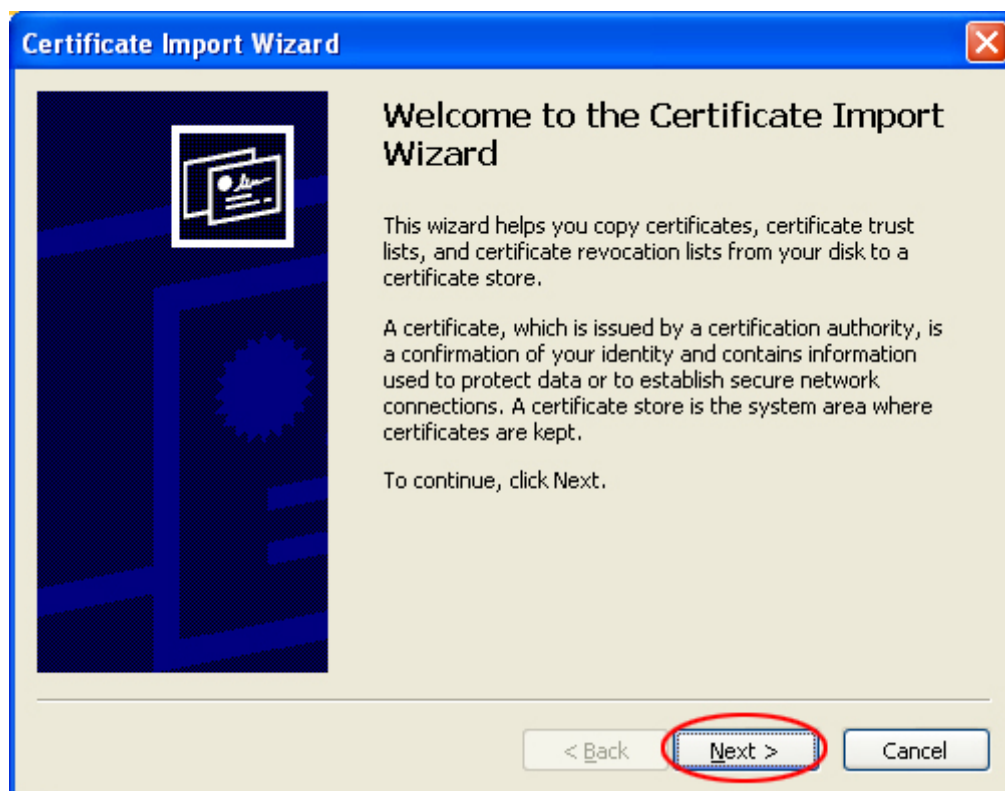 Certificate Import Wizard
Welcome to the Certificate Import
Wizard
This wizard helps you copy certificates, certificate trust
lists, and certificate revocation lists from your disk to a
certificate store.
A certificate, which is issued by a certification authority, is
a confirmation of your identity and contains information
used to protect data or to establish secure network
connections. A certificate store is the system area where
certificates are kept.
To continue, click Next.
< Back Next > Cancel